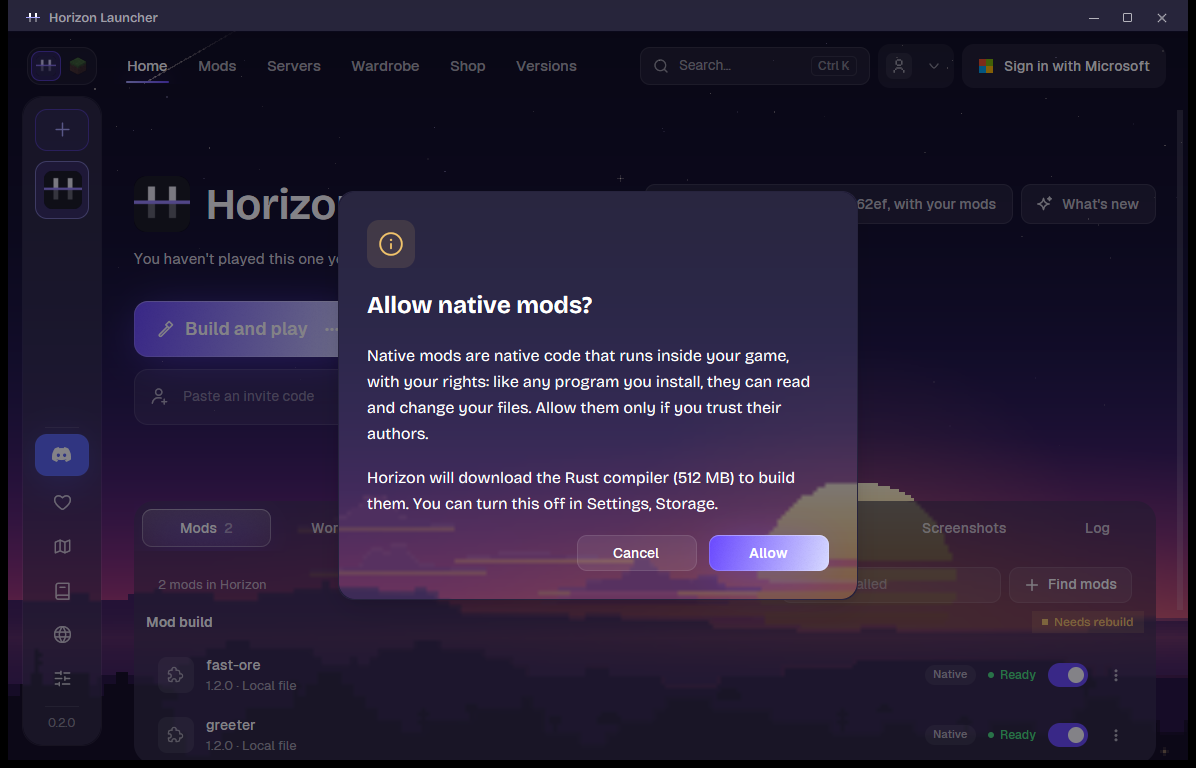 Horizon Launcher
Home
Mods
Servers
Wardrobe
Shop
Versions
Search...
Ctrl K
Sign in with Microsoft
62ef, with your mods
What's new
You haven't played this one
Build and play
Paste an invite code
Allow native mods?
Native mods are native code that runs inside your game,
with your rights: like any program you install, they can read
and change your files. Allow them only if you trust their
authors.
Horizon will download the Rust compiler (512 MB) to build
them. You can turn this off in Settings, Storage.
Cancel
Allow
Mods 2
Screenshots
Log
2 mods in Horizon
Find mods
Mod build
Needs rebuild
fast-ore
1.2.0 · Local file
Native
Ready
greeter
1.2.0 · Local file
Native
Ready
0.2.0